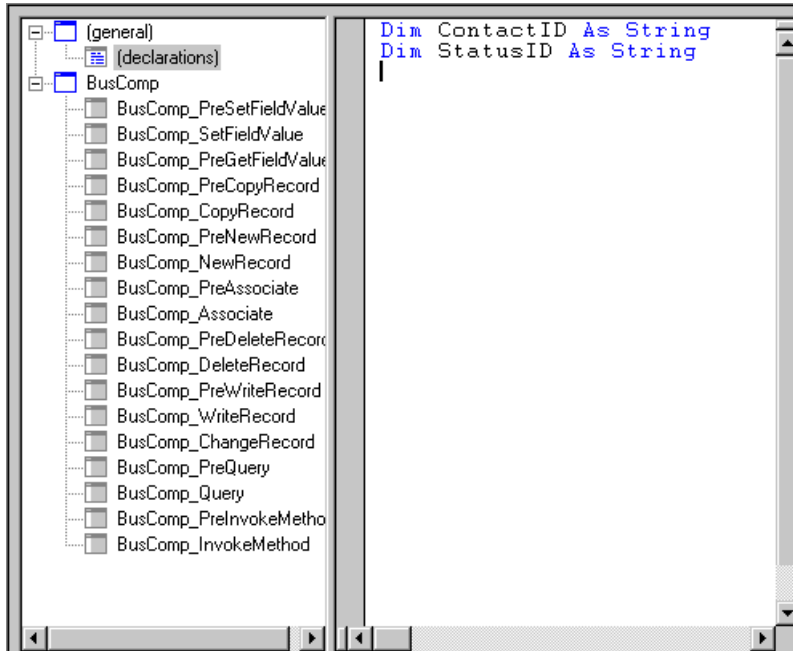 (general)
(declarations)
BusComp
BusComp_PreSetFieldValue
BusComp_SetFieldValue
BusComp_PreGetFieldValue
BusComp_PreCopyRecord
BusComp_CopyRecord
BusComp_PreNewRecord
BusComp_NewRecord
BusComp_PreAssociate
BusComp_Associate
BusComp_PreDeleteRecord
BusComp_DeleteRecord
BusComp_PreWriteRecord
BusComp_WriteRecord
BusComp_ChangeRecord
BusComp_PreQuery
BusComp_Query
BusComp_PreInvokeMetho
BusComp_InvokeMethod
Dim ContactID As String
Dim StatusID As String